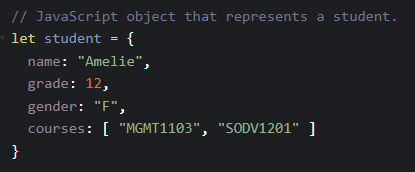 // JavaScript object that represents a student.
let student = {
  name: "Amelie",
  grade: 12,
  gender: "F",
  courses: [ "MGMT1103", "SODV1201" ]
}